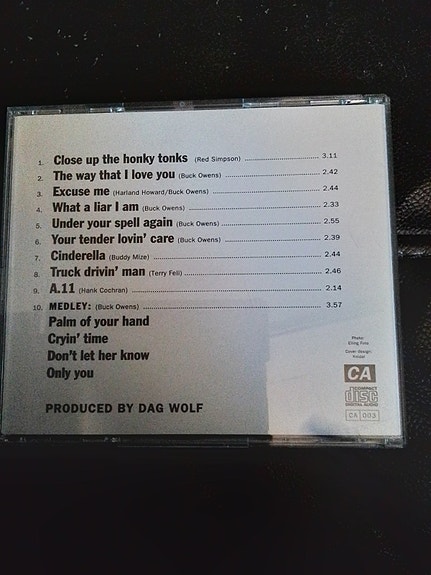 1. Close up the honky tonks (Red Simpson) 3.11
2. The way that I love you (Buck Owens) 2.42
3. Excuse me (Harland Howard/Buck Owens) 2.44
4. What a liar I am (Buck Owens) 2.33
5. Under your spell again (Buck Owens) 2.55
6. Your tender lovin' care (Buck Owens) 2.39
7. Cinderella (Buddy Mize) 2.44
8. Truck drivin' man (Terry Fell) 2.46
9. A.11 (Hank Cochran) 2.14
10. MEDLEY: (Buck Owens) 3.57
Palm of your hand
Cryin' time
Don't let her know
Only you
PRODUCED BY DAG WOLF
Photo:
Cover design:
CA
COMPACT
disc
DIGITAL AUDIO
CA 003